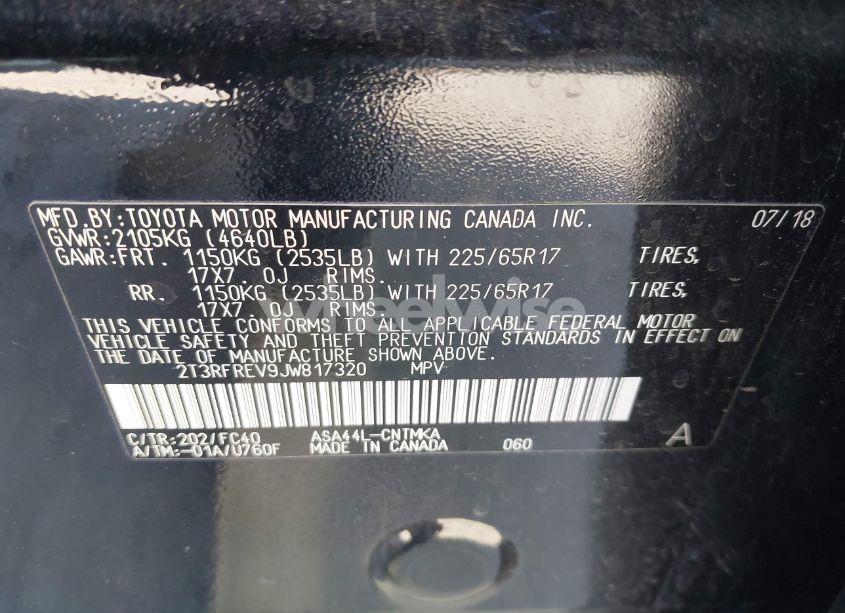 MFD.BY:TOYOTA MOTOR MANUFACTURING CANADA INC. 07/18
GVWR:2105KG (4640LB)
GAWR:FRT. 1150KG (2535LB) WITH 225/65R17 TIRES,
17X7.0J RIMS.
RR. 1150KG (2535LB) WITH 225/65R17 TIRES,
17X7.0J RIMS.
THIS VEHICLE CONFORMS TO ALL APPLICABLE FEDERAL MOTOR
VEHICLE SAFETY AND THEFT PREVENTION STANDARDS IN EFFECT ON
THE DATE OF MANUFACTURE SHOWN ABOVE.
2T3RFREV9JW817320 MPV
C/TR:202/FC40 ASA44L-CNTMKA
A/TM:-01A/U760F MADE IN CANADA 060 A
wheelwise